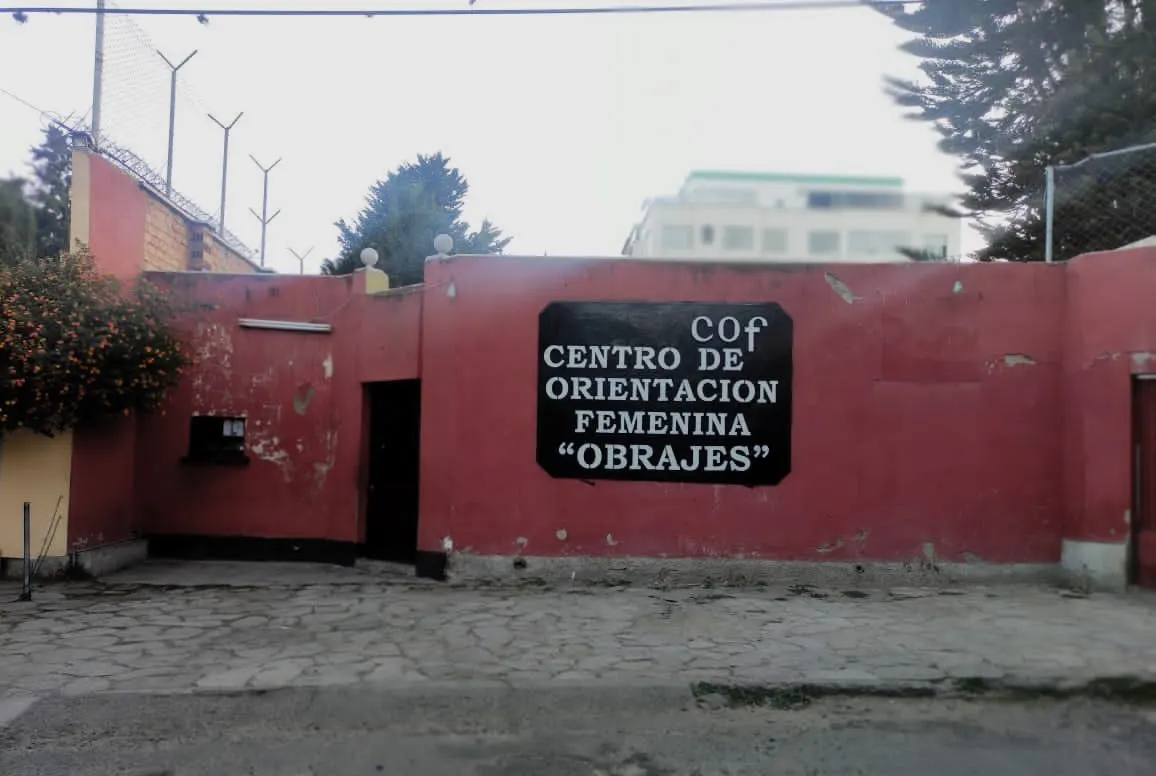 COf
CENTRO DE
ORIENTACION
FEMENINA
“OBRAJES”